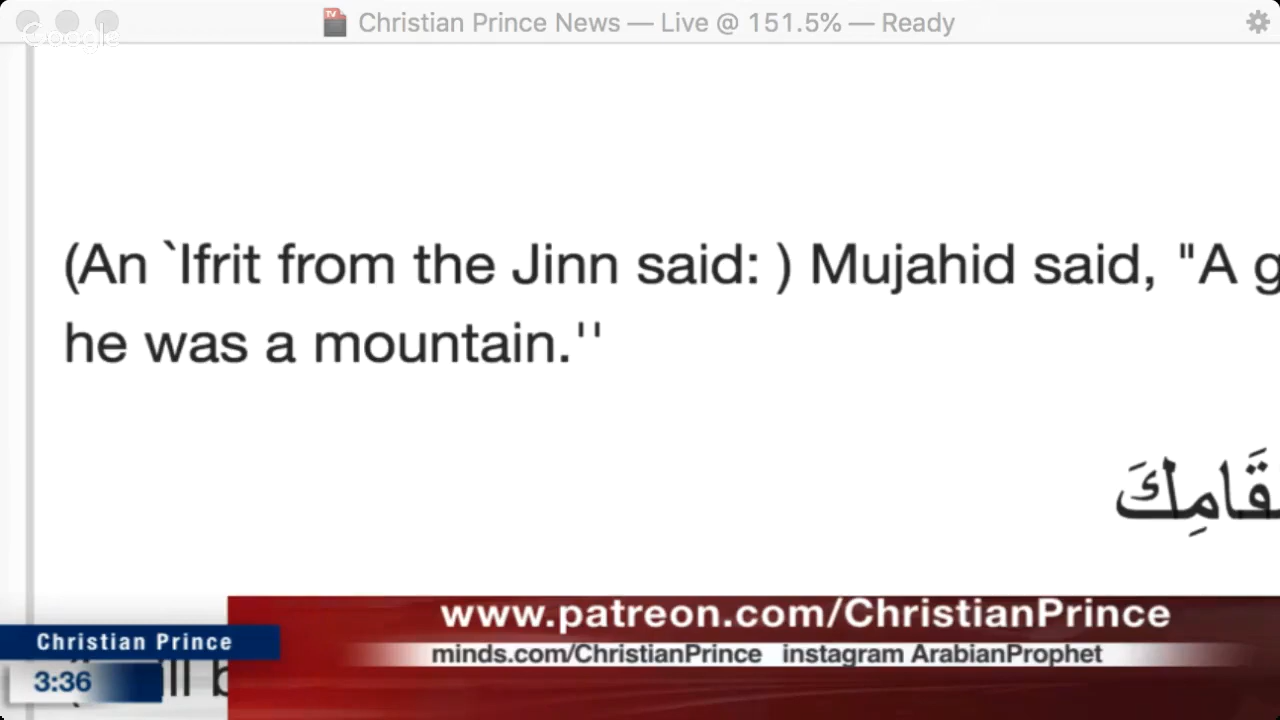 Google
Christian Prince News — Live @ 151.5% — Ready
(An `Ifrit from the Jinn said: ) Mujahid said, "A g
he was a mountain.''
قَامِكَ
www.patreon.com/ChristianPrince
Christian Prince
minds.com/ChristianPrince instagram ArabianProphet
3:36